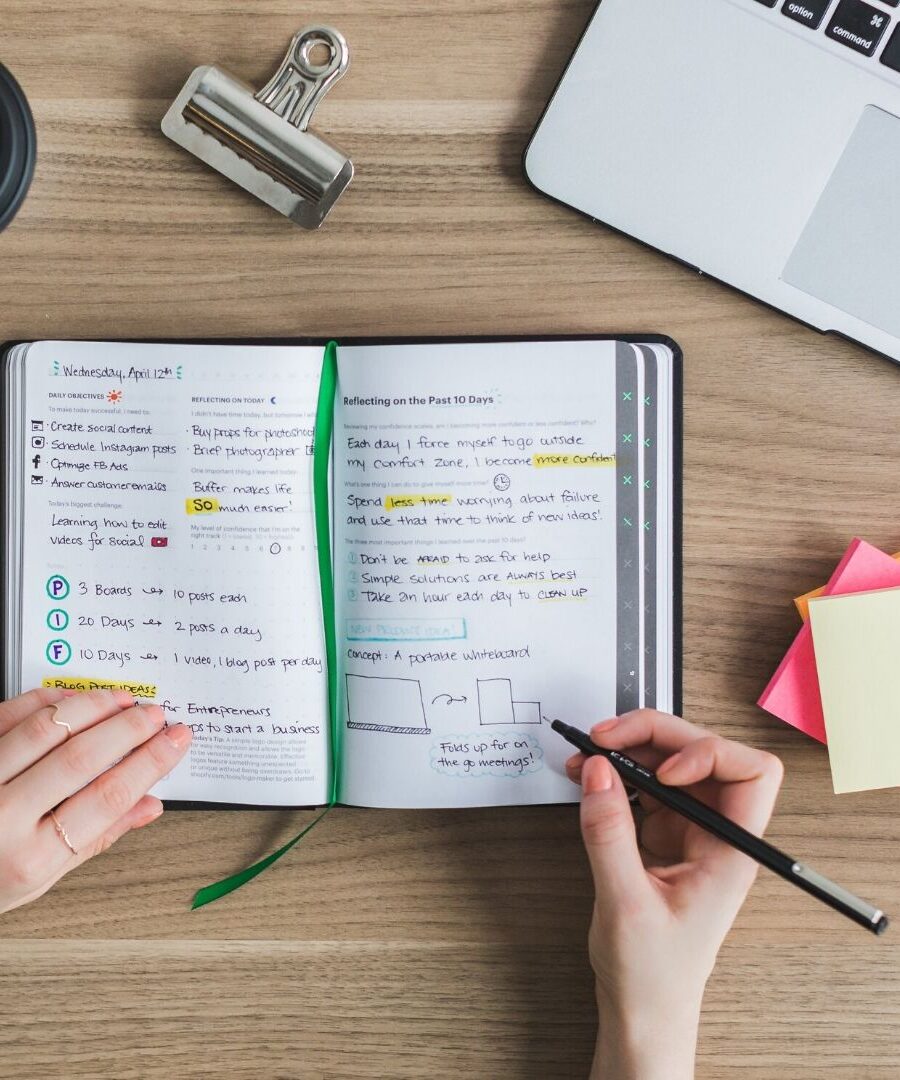 option
⌘
command
Wednesday, April 12th
DAILY OBJECTIVES
To make today successful, I need to:
· Create social content
· Schedule Instagram posts
· Optimize FB Ads
· Answer customer emails
Today's biggest challenge:
Learning how to edit
videos for social
REFLECTING ON TODAY
I didn't have time today, but tomorrow I
· Buy props for photoshoot
· Brief photographer
One important thing I learned today:
Buffer makes life
SO much easier!
My level of confidence that I'm on the
right track
1 2 3 4 5 6 7 8 9
P 3 Boards → 10 posts each
I 20 Days → 2 posts a day
F 10 Days → 1 video, 1 blog post per day
BLOG POST IDEAS:
for Entrepreneurs
to start a business
Today's Tip: A simple logo design allows
for easy recognition and allows the logo
to be versatile and memorable. Effective
logos feature something unexpected
or unique without being overdrawn. Go to
shopify.com/tools/logo-maker to get started.
Reflecting on the Past 10 Days
Reviewing my confidence scales, am I becoming more confident or less confident? Why?
Each day I force myself to go outside
my comfort zone, I become more confident
What's one thing I can do to give myself more time?
Spend less time worrying about failure
and use that time to think of new ideas!
The three most important things I learned over the past 10 days?
1 Don't be AFRAID to ask for help
2 Simple solutions are ALWAYS best
3 Take an hour each day to CLEAN UP
NEW PRODUCT IDEA!
Concept: A portable whiteboard
Folds up for on
the go meetings!